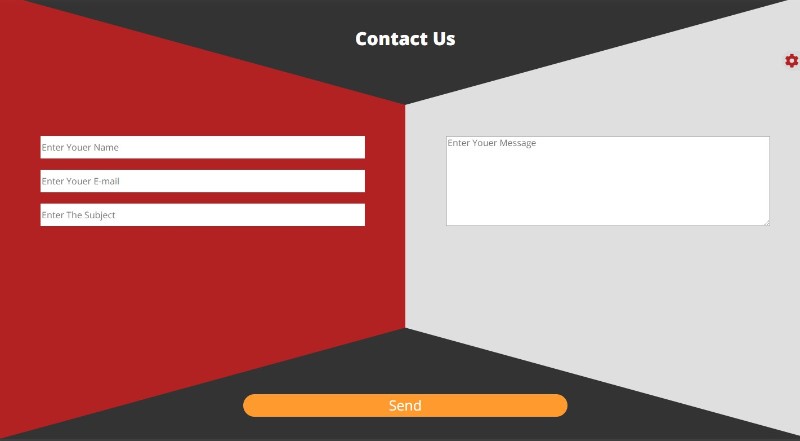 Contact Us
Enter Youer Name
Enter Youer E-mail
Enter The Subject
Enter Youer Message
Send